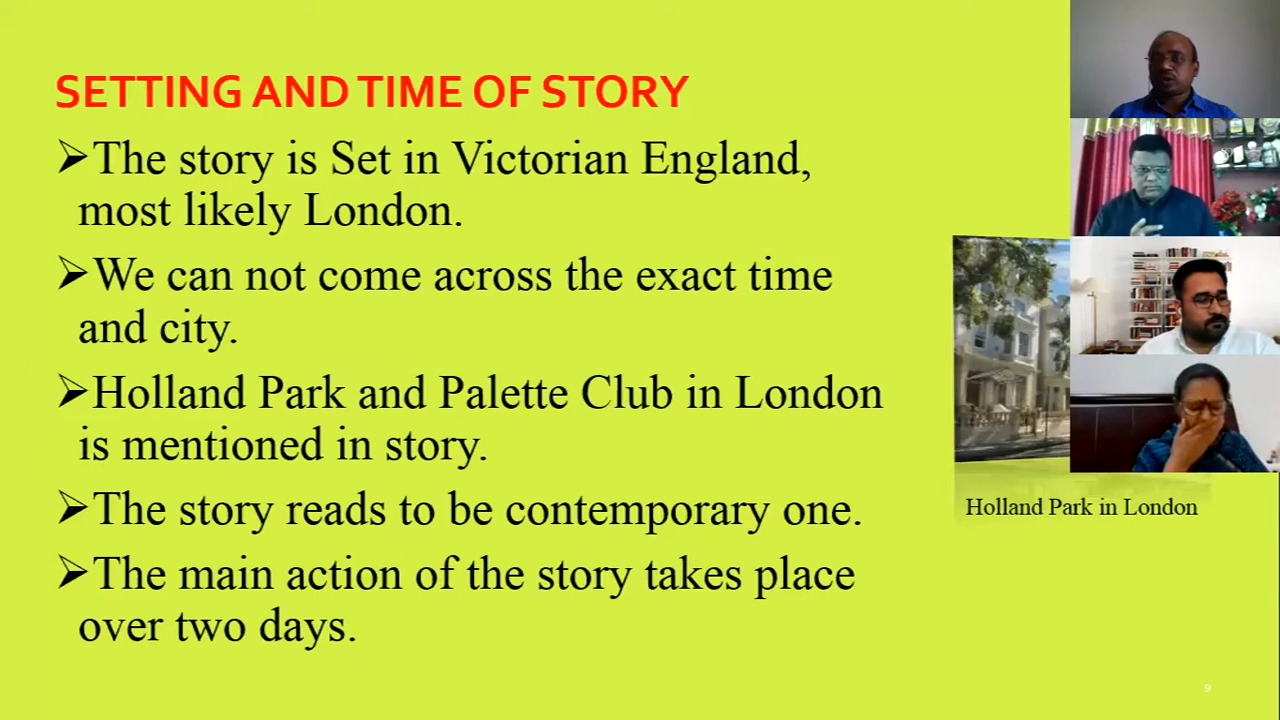 SETTING AND TIME OF STORY
➢The story is Set in Victorian England,
most likely London.
➢We can not come across the exact time
and city.
➢Holland Park and Palette Club in London
is mentioned in story.
➢The story reads to be contemporary one.
➢The main action of the story takes place
over two days.
Holland Park in London
9